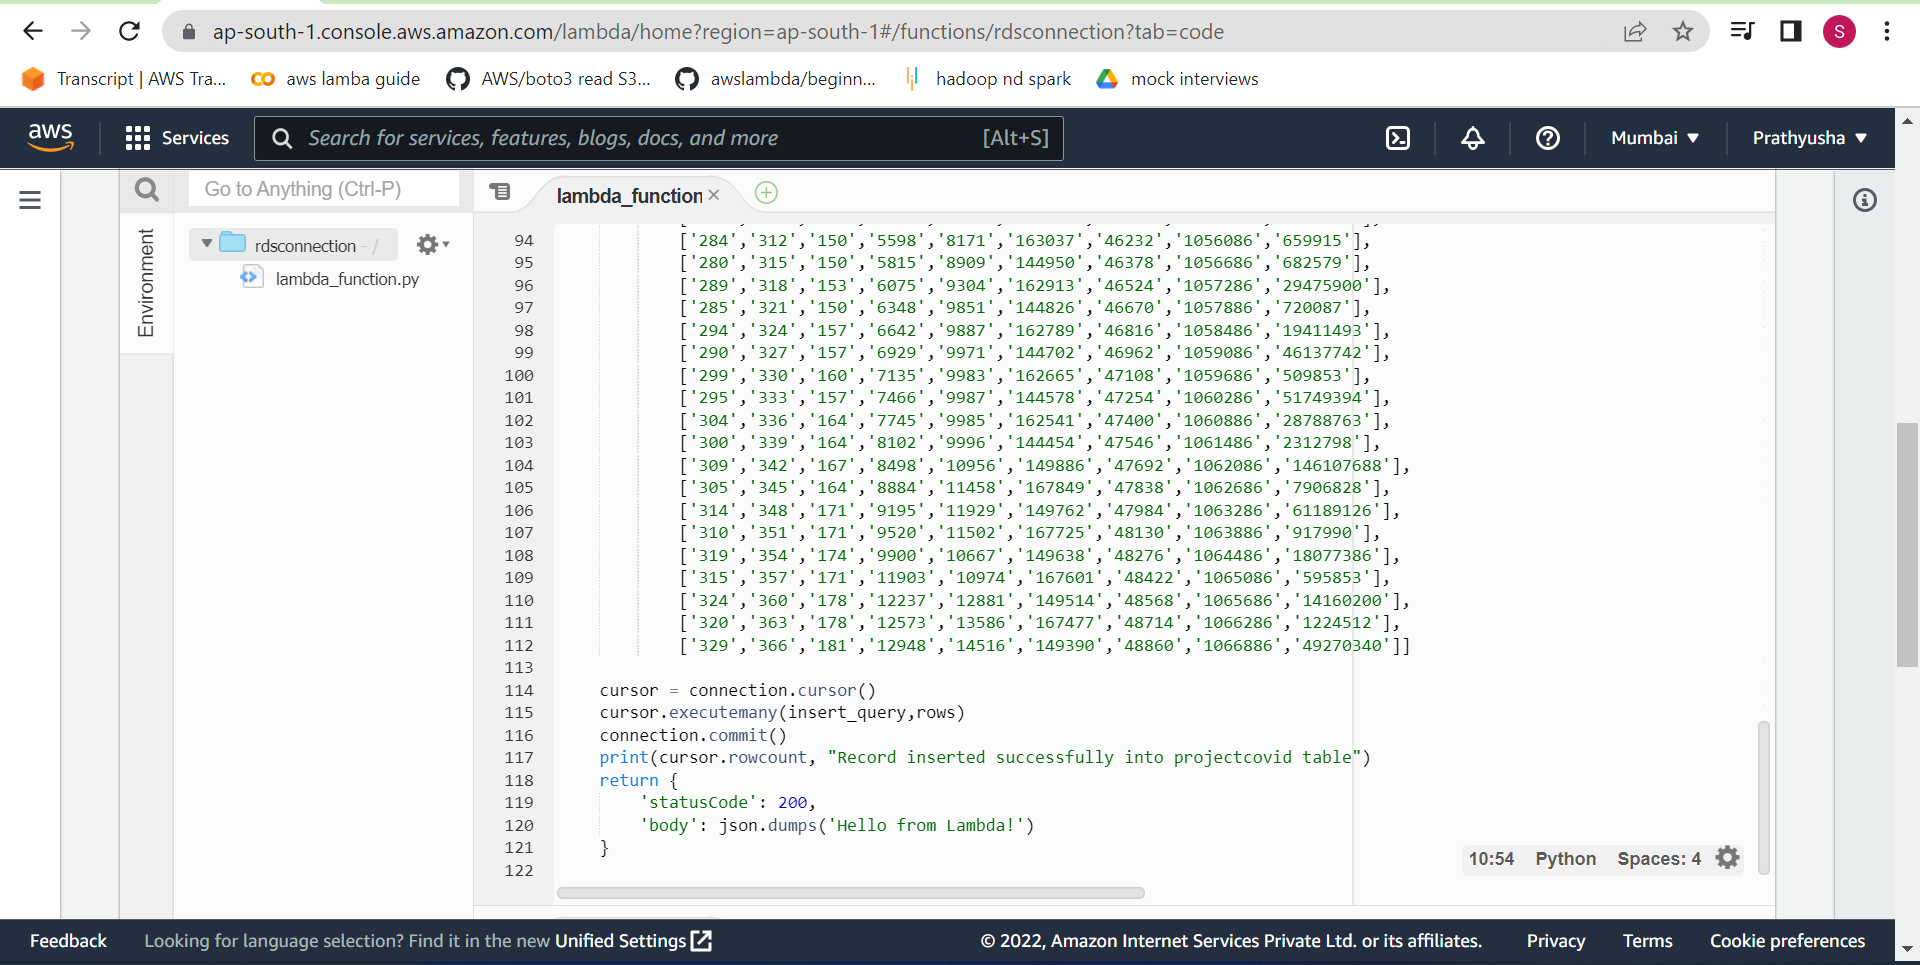 ap-south-1.console.aws.amazon.com/lambda/home?region=ap-south-1#/functions/rdsconnection?tab=code
S
Transcript | AWS Tra... aws lamba guide AWS/boto3 read S3... awslambda/beginn... hadoop nd spark mock interviews
aws Services Search for services, features, blogs, docs, and more [Alt+S] Mumbai Prathyusha
Go to Anything (Ctrl-P) lambda_function
Environment
rdsconnection - /
lambda_function.py
94 ['284','312','150','5598','8171','163037','46232','1056086','659915'],
95 ['280','315','150','5815','8909','144950','46378','1056686','682579'],
96 ['289','318','153','6075','9304','162913','46524','1057286','29475900'],
97 ['285','321','150','6348','9851','144826','46670','1057886','720087'],
98 ['294','324','157','6642','9887','162789','46816','1058486','19411493'],
99 ['290','327','157','6929','9971','144702','46962','1059086','46137742'],
100 ['299','330','160','7135','9983','162665','47108','1059686','509853'],
101 ['295','333','157','7466','9987','144578','47254','1060286','51749394'],
102 ['304','336','164','7745','9985','162541','47400','1060886','28788763'],
103 ['300','339','164','8102','9996','144454','47546','1061486','2312798'],
104 ['309','342','167','8498','10956','149886','47692','1062086','146107688'],
105 ['305','345','164','8884','11458','167849','47838','1062686','7906828'],
106 ['314','348','171','9195','11929','149762','47984','1063286','61189126'],
107 ['310','351','171','9520','11502','167725','48130','1063886','917990'],
108 ['319','354','174','9900','10667','149638','48276','1064486','18077386'],
109 ['315','357','171','11903','10974','167601','48422','1065086','595853'],
110 ['324','360','178','12237','12881','149514','48568','1065686','14160200'],
111 ['320','363','178','12573','13586','167477','48714','1066286','1224512'],
112 ['329','366','181','12948','14516','149390','48860','1066886','49270340']]
113
114 cursor = connection.cursor()
115 cursor.executemany(insert_query,rows)
116 connection.commit()
117 print(cursor.rowcount, "Record inserted successfully into projectcovid table")
118 return {
119 'statusCode': 200,
120 'body': json.dumps('Hello from Lambda!')
121 }
122
10:54 Python Spaces: 4
Feedback Looking for language selection? Find it in the new Unified Settings © 2022, Amazon Internet Services Private Ltd. or its affiliates. Privacy Terms Cookie preferences